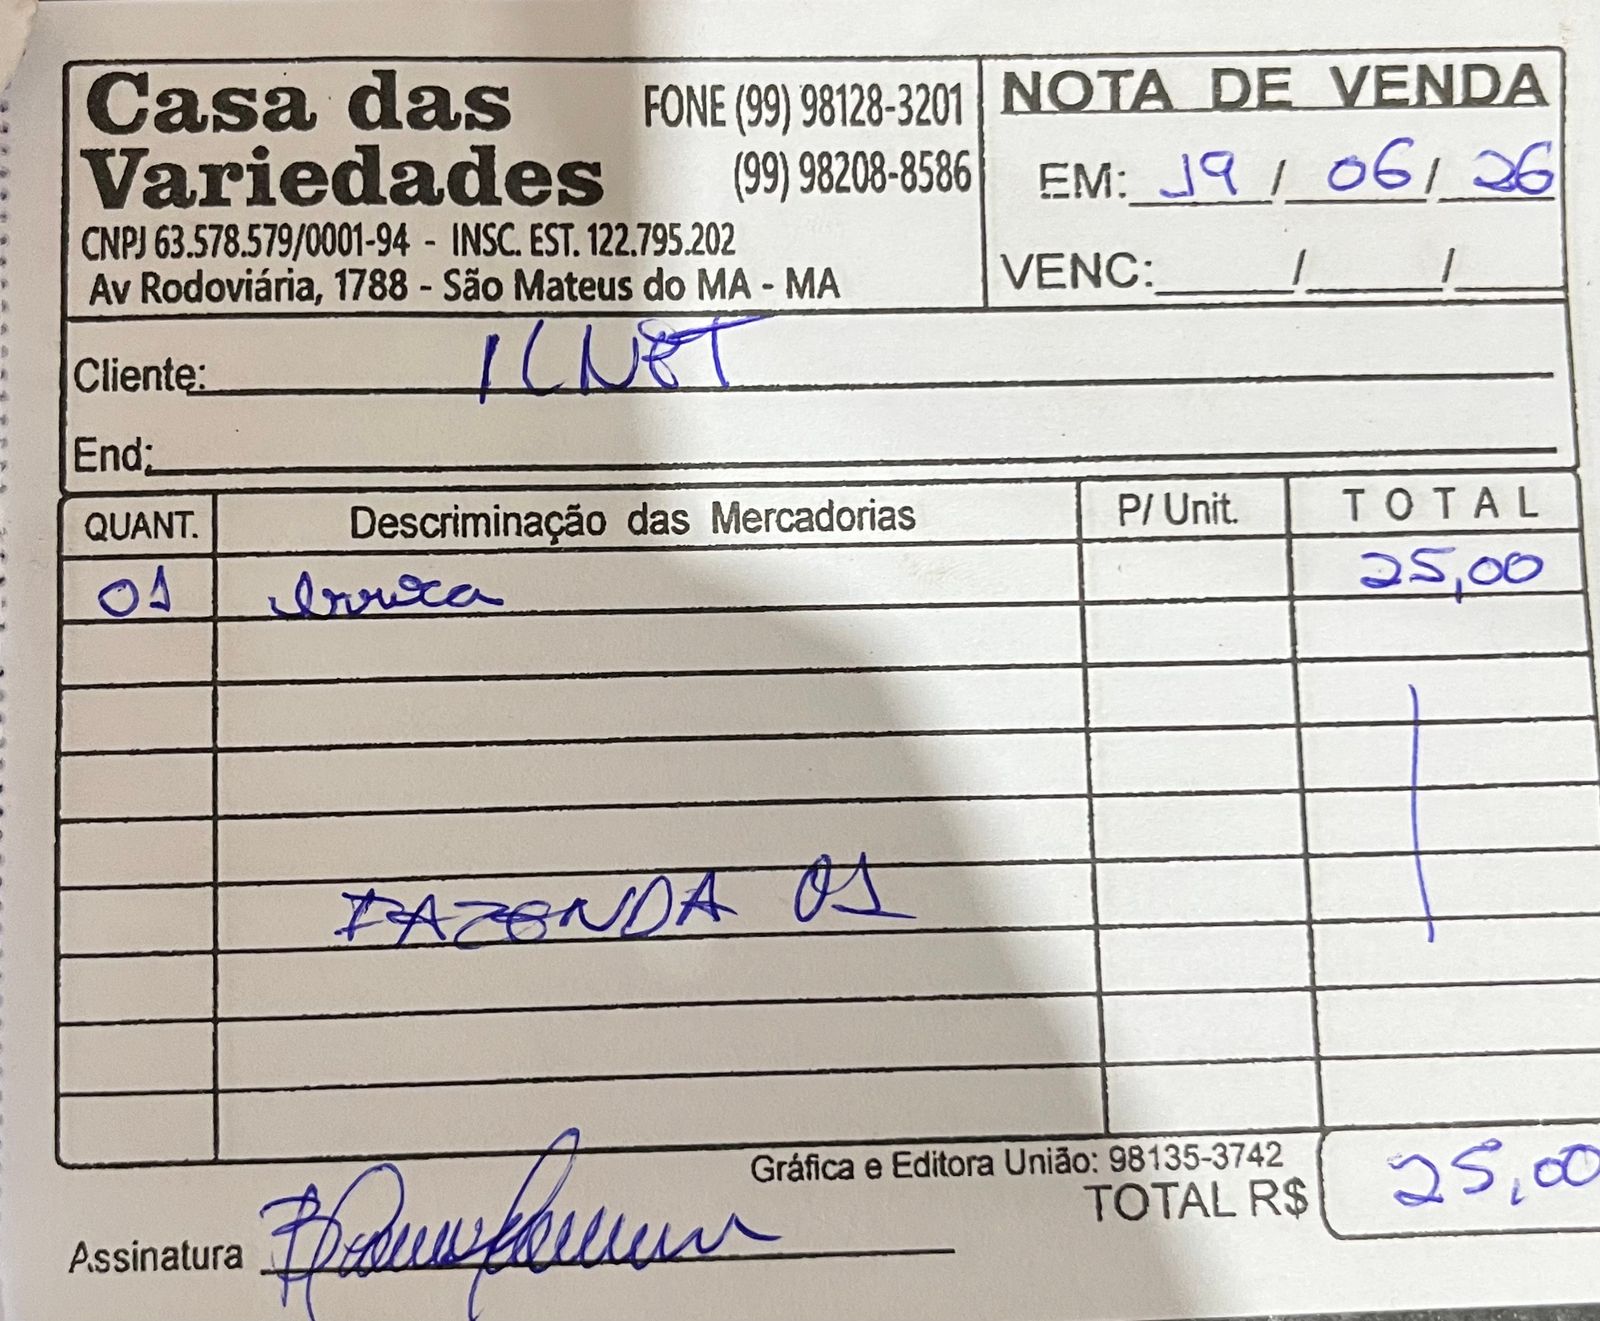 Casa das Variedades
FONE (99) 98128-3201
(99) 98208-8586
CNPJ 63.578.579/0001-94 - INSC. EST. 122.795.202
Av Rodoviária, 1788 - São Mateus do MA - MA
NOTA DE VENDA
EM: 19 / 06 / 26
VENC: / /
Cliente: ILNET
End:
QUANT. Descriminação das Mercadorias P/ Unit. TOTAL
01 25,00
FAZENDA 01
Gráfica e Editora União: 98135-3742
TOTAL R$ 25,00
Assinatura